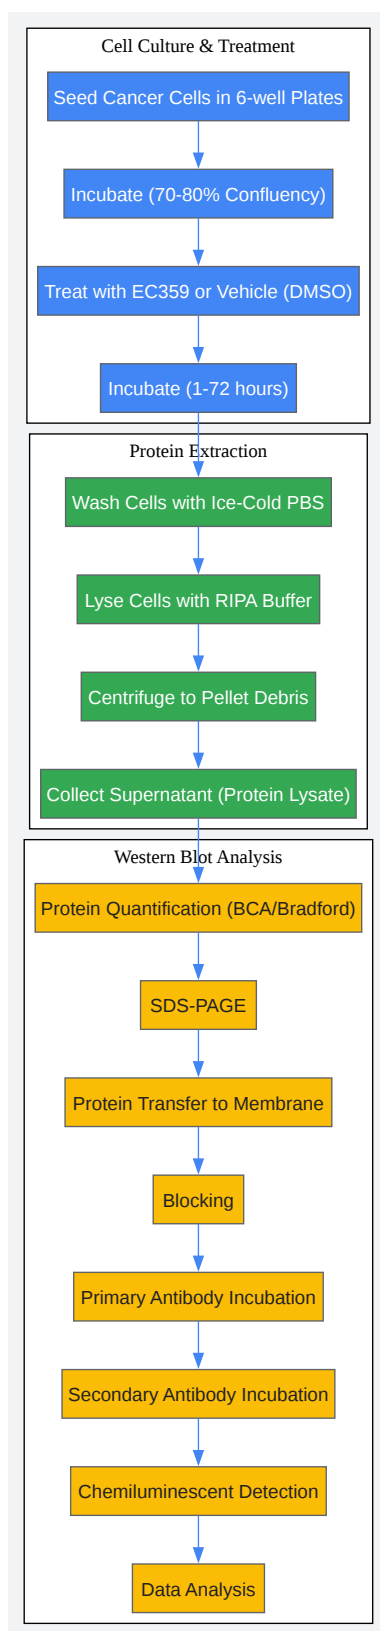 Cell Culture & Treatment
Seed Cancer Cells in 6-well Plates
Incubate (70-80% Confluency)
Treat with EC359 or Vehicle (DMSO)
Incubate (1-72 hours)
Protein Extraction
Wash Cells with Ice-Cold PBS
Lyse Cells with RIPA Buffer
Centrifuge to Pellet Debris
Collect Supernatant (Protein Lysate)
Western Blot Analysis
Protein Quantification (BCA/Bradford)
SDS-PAGE
Protein Transfer to Membrane
Blocking
Primary Antibody Incubation
Secondary Antibody Incubation
Chemiluminescent Detection
Data Analysis